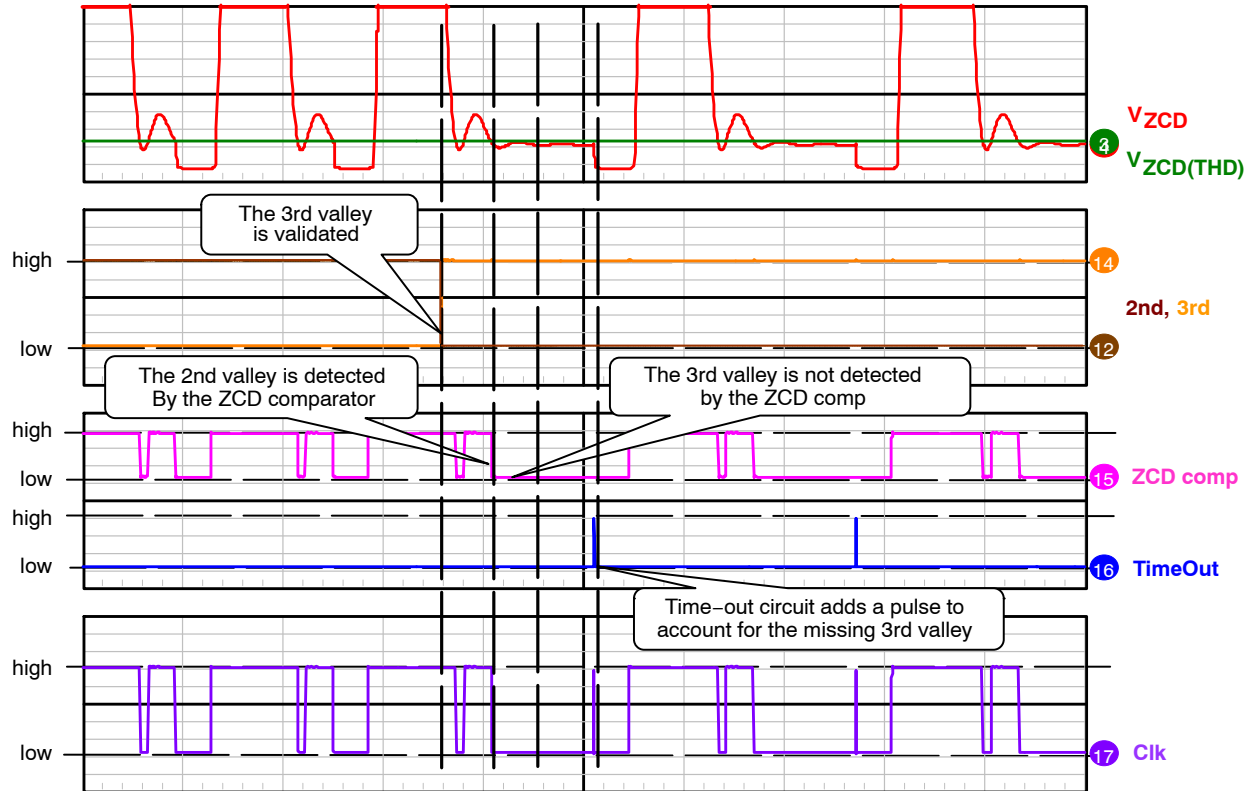 VZCD
3
4
VZCD(THD)
The 3rd valley
is validated
high
14
2nd, 3rd
low
12
The 2nd valley is detected
By the ZCD comparator
The 3rd valley is not detected
by the ZCD comp
high
low
15
ZCD comp
high
low
16
TimeOut
Time−out circuit adds a pulse to
account for the missing 3rd valley
high
low
17
Clk